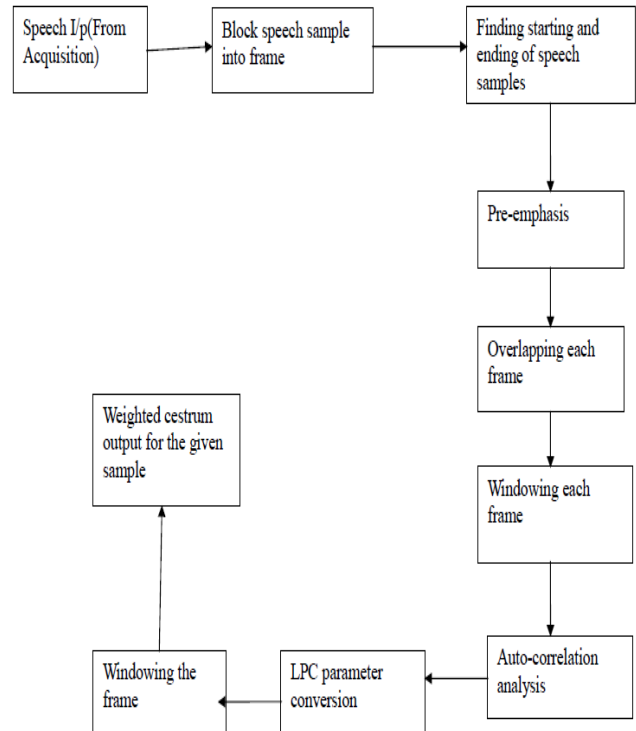 Speech I/p(From
Acquisition)
Block speech sample
into frame
Finding starting and
ending of speech
samples
Pre-emphasis
Overlapping each
frame
Windowing each
frame
Auto-correlation
analysis
LPC parameter
conversion
Windowing the
frame
Weighted cestrum
output for the given
sample